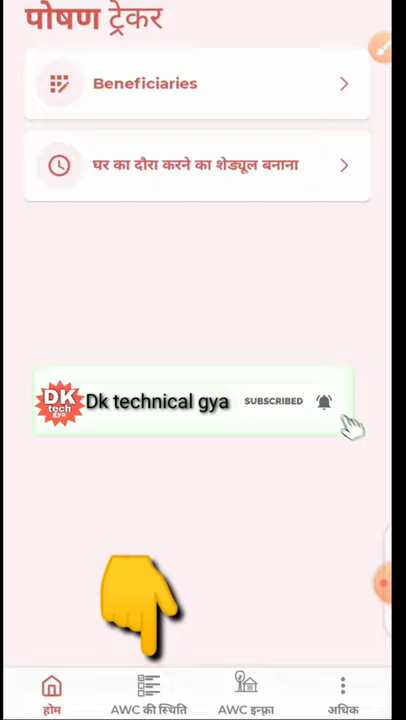 पोषण ट्रेकर
Beneficiaries
घर का दौरा करने का शेड्यूल बनाना
DK
tech
gya
Dk technical gya
SUBSCRIBED
होम
AWC की स्थिति
AWC इन्फ्रा
अधिक